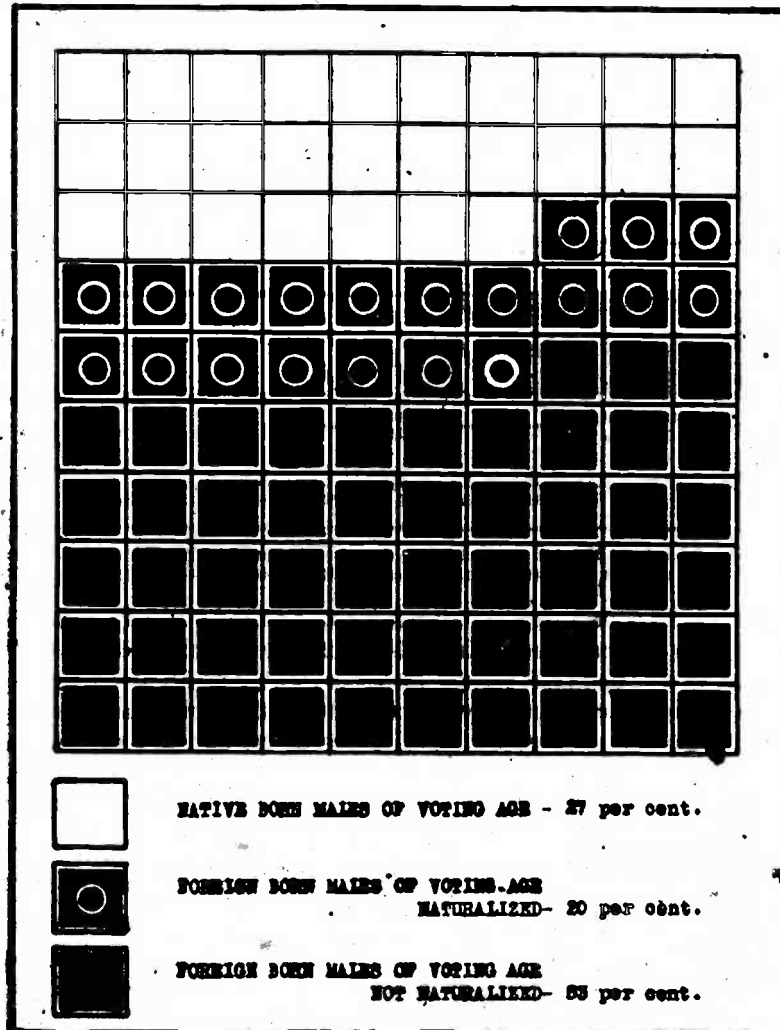 NATIVE BORN MALES OF VOTING AGE - 27 per cent.
FOREIGN BORN MALES OF VOTING AGE
NATURALIZED- 20 per cent.
FOREIGN BORN MALES OF VOTING AGE
NOT NATURALIZED- 53 per cent.